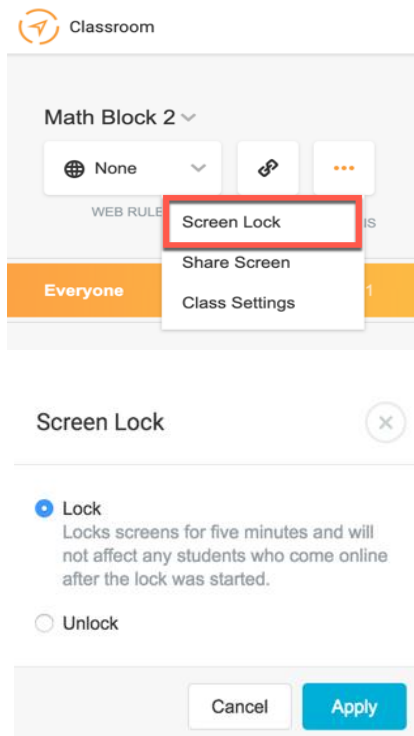 Classroom
Math Block 2
None
WEB RULE
IS
Screen Lock
Share Screen
Class Settings
Everyone
1
Screen Lock
Lock
Locks screens for five minutes and will
not affect any students who come online
after the lock was started.
Unlock
Cancel
Apply